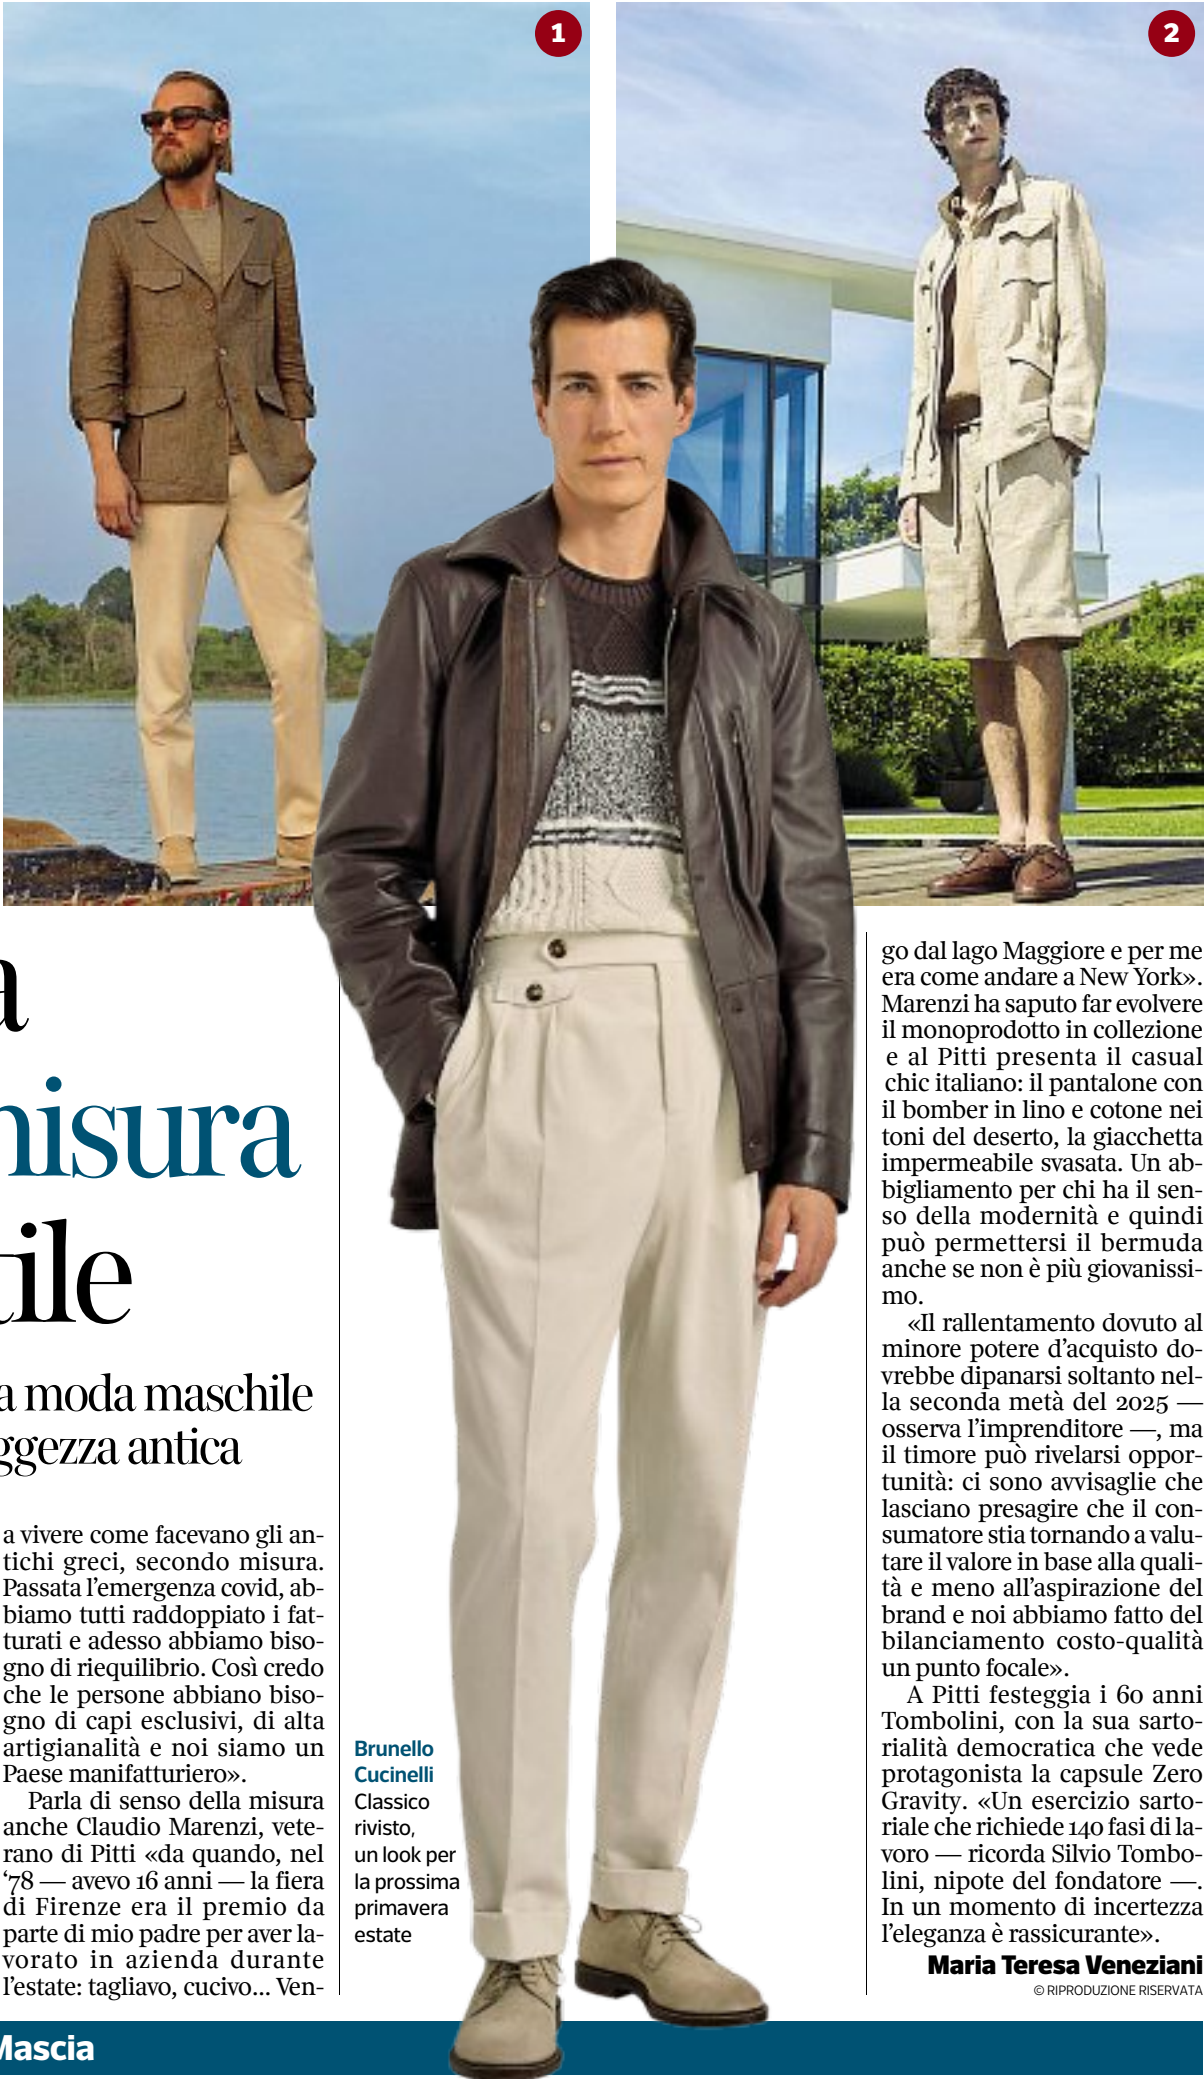 1
2
a
misura
tile
a moda maschile
ggezza antica
a vivere come facevano gli an-
tichi greci, secondo misura.
Passata l'emergenza covid, ab-
biamo tutti raddoppiato i fat-
turati e adesso abbiamo biso-
gno di riequilibrio. Così credo
che le persone abbiano biso-
gno di capi esclusivi, di alta
artigianalità e noi siamo un
Paese manifatturiero».
Parla di senso della misura
anche Claudio Marenzi, vete-
rano di Pitti «da quando, nel
‘78 — avevo 16 anni — la fiera
di Firenze era il premio da
parte di mio padre per aver la-
vorato in azienda durante
l'estate: tagliavo, cucivo... Ven-
Brunello
Cucinelli
Classico
rivisto,
un look per
la prossima
primavera
estate
go dal lago Maggiore e per me
era come andare a New York».
Marenzi ha saputo far evolvere
il monoprodotto in collezione
e al Pitti presenta il casual
chic italiano: il pantalone con
il bomber in lino e cotone nei
toni del deserto, la giacchetta
impermeabile svasata. Un ab-
bigliamento per chi ha il sen-
so della modernità e quindi
può permettersi il bermuda
anche se non è più giovanissi-
mo.
«Il rallentamento dovuto al
minore potere d'acquisto do-
vrebbe dipanarsi soltanto nel-
la seconda metà del 2025 —
osserva l'imprenditore —, ma
il timore può rivelarsi oppor-
tunità: ci sono avvisaglie che
lasciano presagire che il con-
sumatore stia tornando a valu-
tare il valore in base alla quali-
tà e meno all'aspirazione del
brand e noi abbiamo fatto del
bilanciamento costo-qualità
un punto focale».
A Pitti festeggia i 60 anni
Tombolini, con la sua sarto-
rialità democratica che vede
protagonista la capsule Zero
Gravity. «Un esercizio sarto-
riale che richiede 140 fasi di la-
voro — ricorda Silvio Tombo-
lini, nipote del fondatore —.
In un momento di incertezza
l'eleganza è rassicurante».
Maria Teresa Veneziani
© RIPRODUZIONE RISERVATA
Mascia